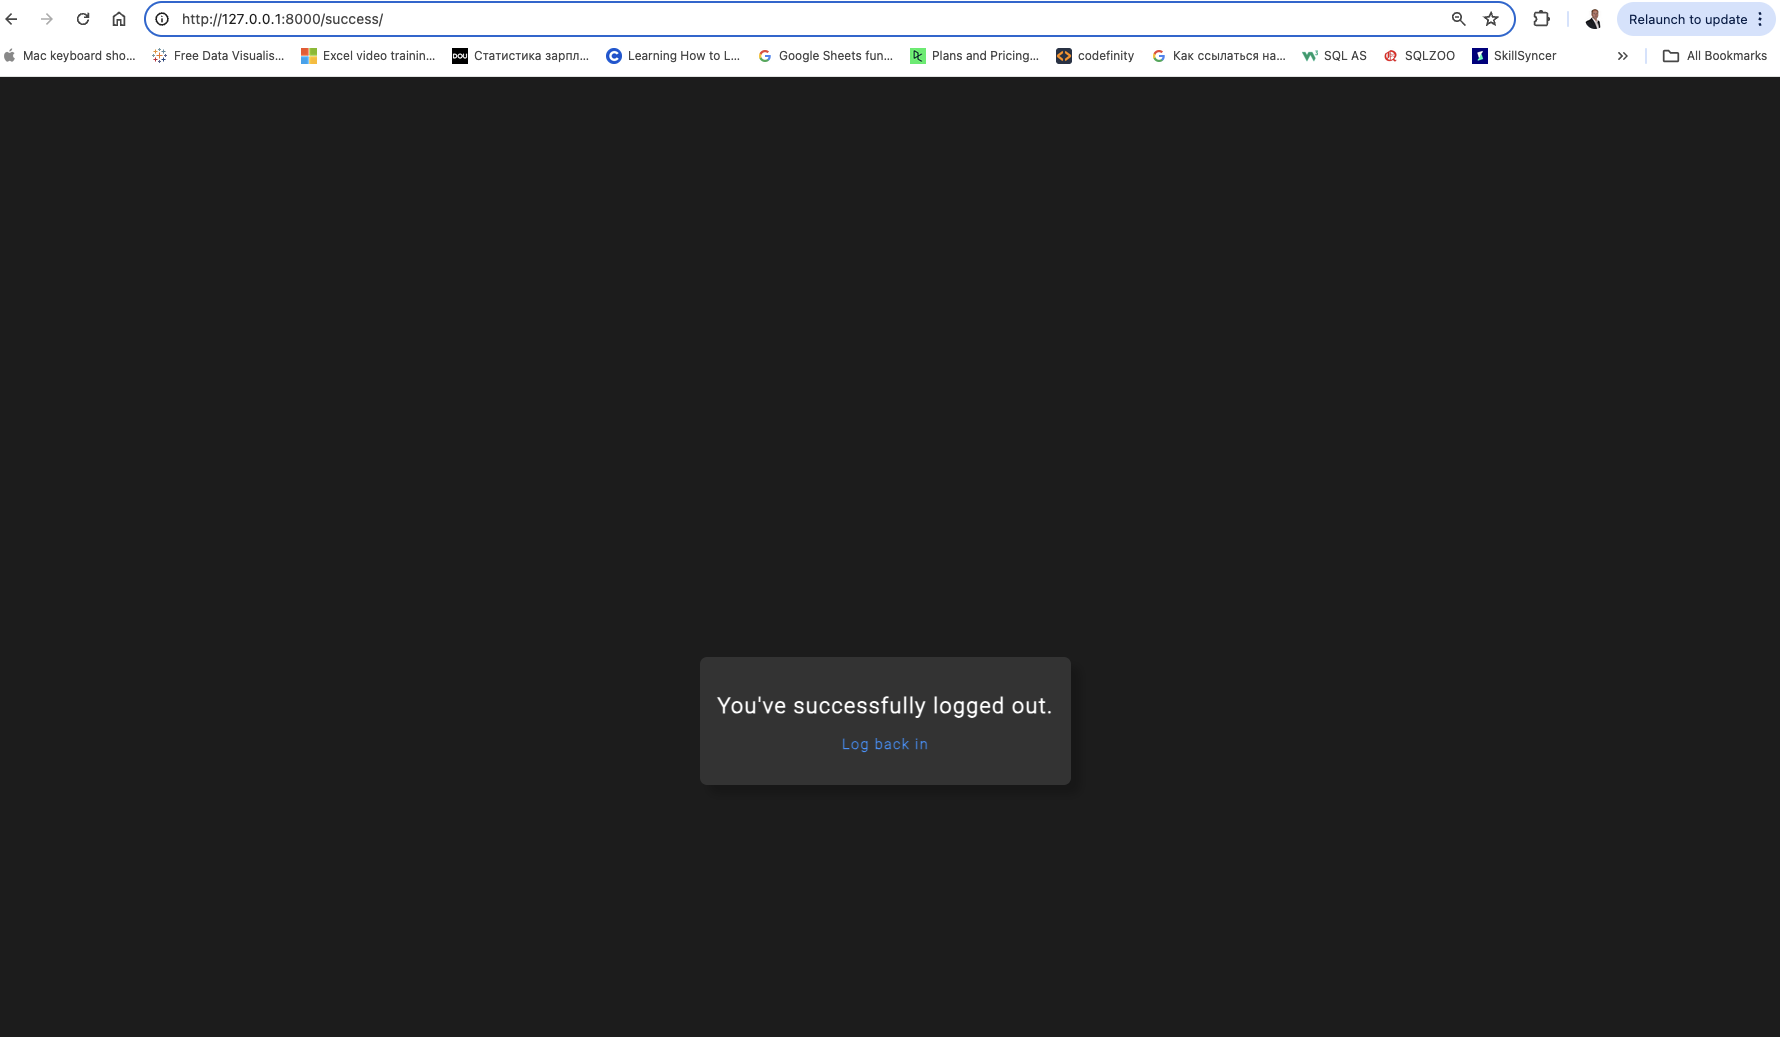 http://127.0.0.1:8000/success/
Relaunch to update
Mac keyboard sho... Free Data Visualis... Excel video trainin... DOU Статистика зарпл... Learning How to L... Google Sheets fun... Plans and Pricing... codefinity Как ссылаться на... SQL AS SQLZOO SkillSyncer All Bookmarks
You've successfully logged out.
Log back in